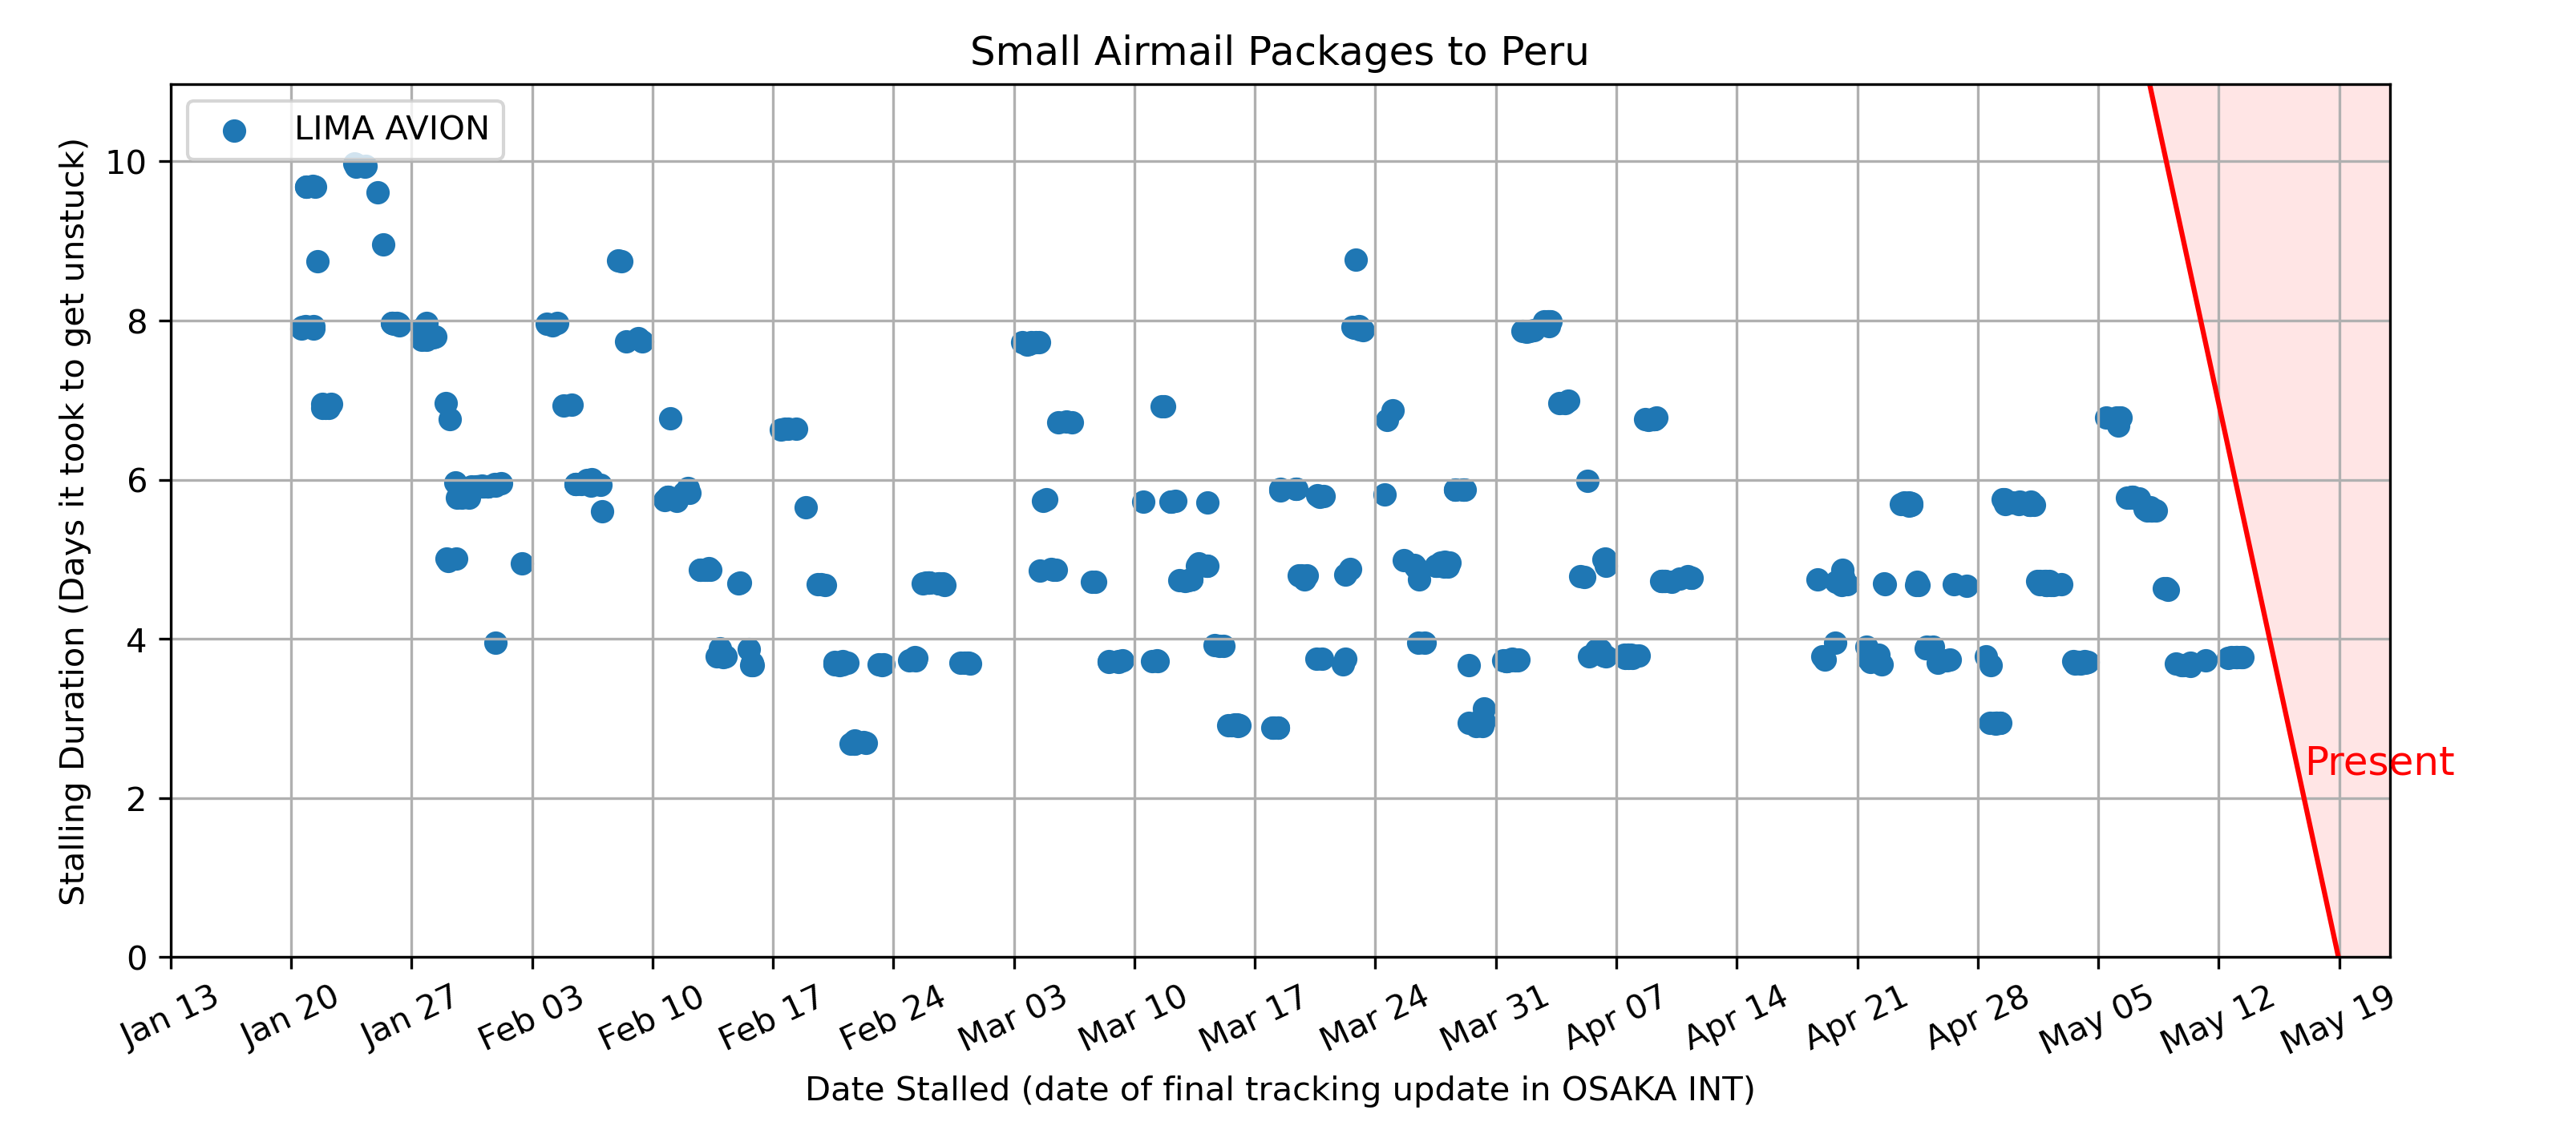 Small Airmail Packages to Peru
LIMA AVION
Stalling Duration (Days it took to get unstuck)
10
8
6
4
2
0
Present
Jan 13
Jan 20
Jan 27
Feb 03
Feb 10
Feb 17
Feb 24
Mar 03
Mar 10
Mar 17
Mar 24
Mar 31
Apr 07
Apr 14
Apr 21
Apr 28
May 05
May 12
May 19
Date Stalled (date of final tracking update in OSAKA INT)